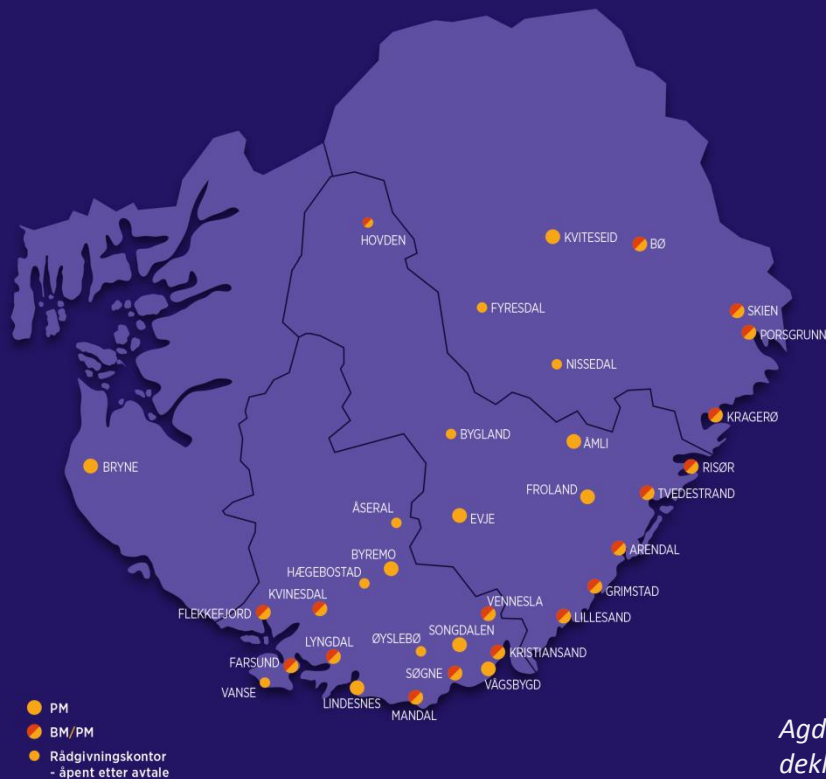 HOVDEN
KVITESEID
BØ
FYRESDAL
SKIEN
PORSGRUNN
NISSEDAL
KRAGERØ
BYGLAND
ÅMLI
BRYNE
RISØR
FROLAND
TVEDESTRAND
ÅSERAL
EVJE
ARENDAL
BYREMO
HÆGEBOSTAD
GRIMSTAD
KVINESDAL
FLEKKEFJORD
VENNESLA
LILLESAND
SONGDALEN
ØYSLEBØ
LYNGDAL
KRISTIANSAND
FARSUND
SØGNE
VÅGSBYGD
VANSE
LINDESNES
MANDAL
PM
BM/PM
Rådgivningskontor
- åpent etter avtale
Agd
dekl